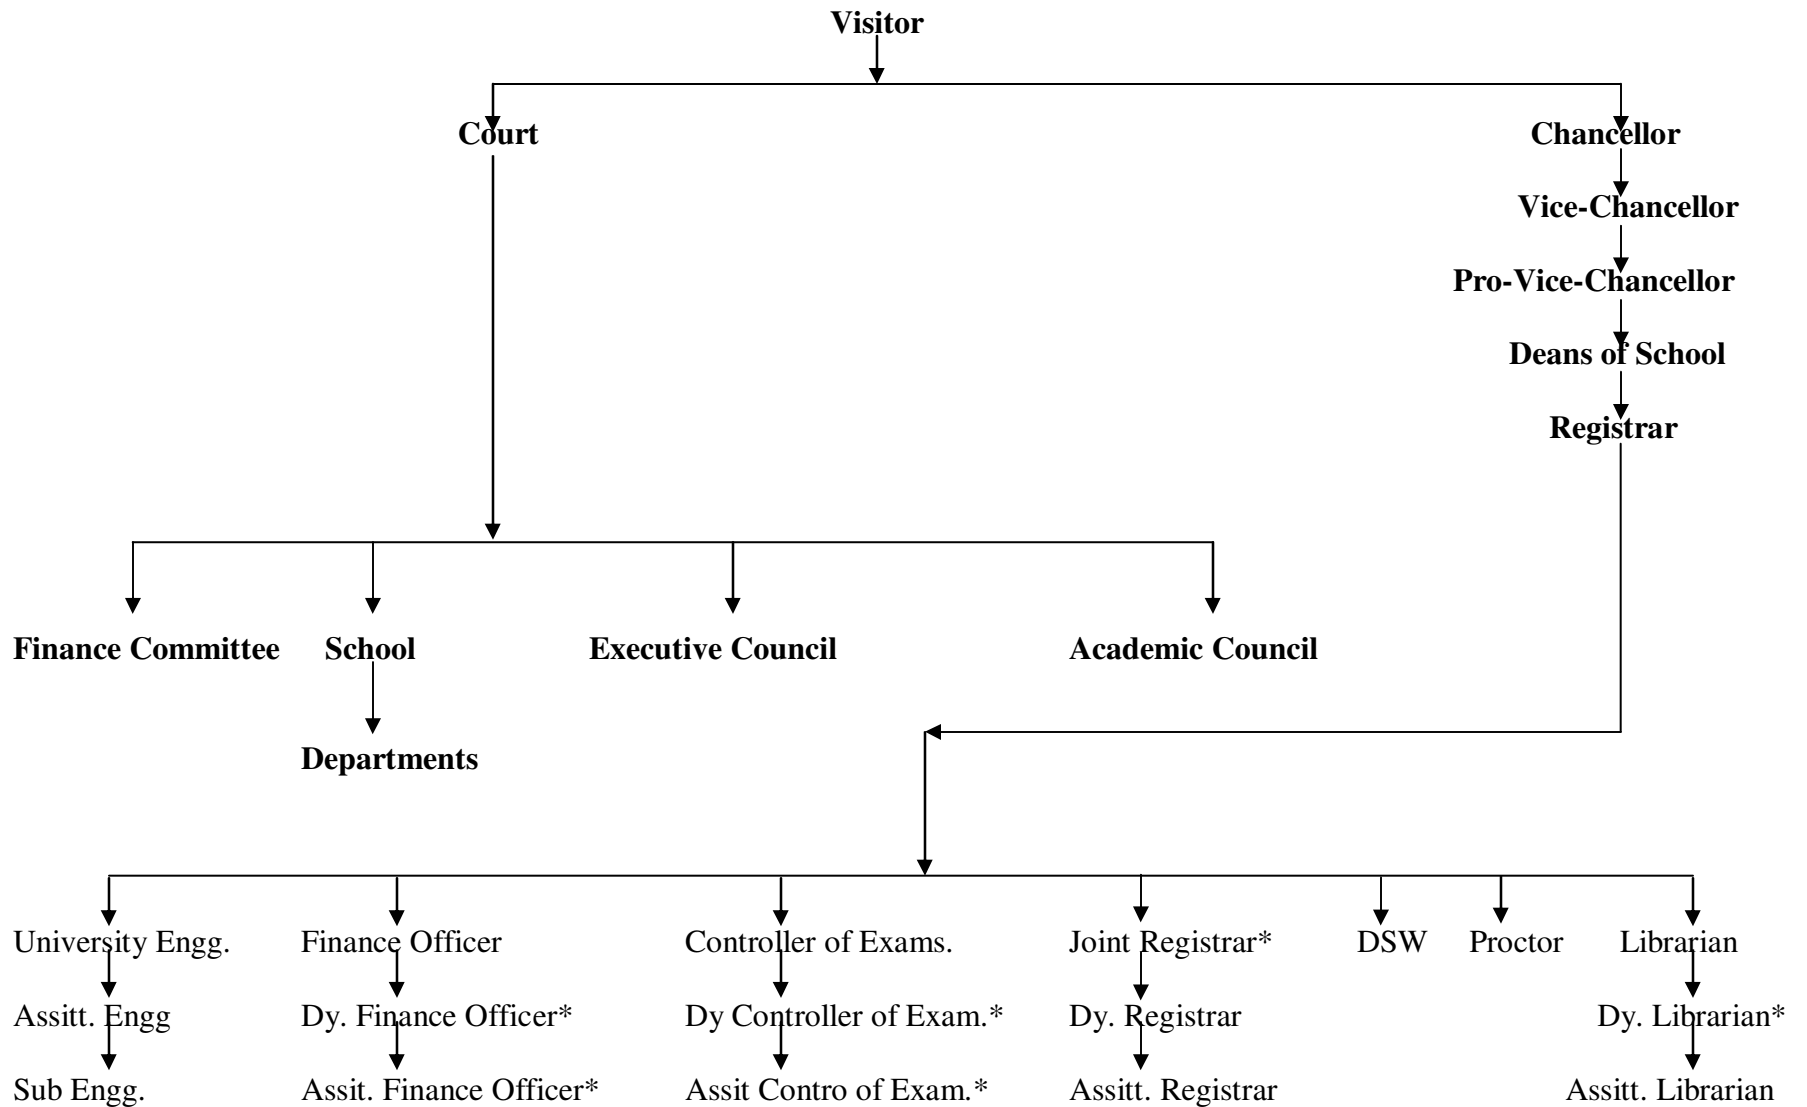 Visitor
Court Chancellor
Vice-Chancellor
Pro-Vice-Chancellor
Deans of School
Registrar
Finance Committee School Executive Council Academic Council
Departments
University Engg. Finance Officer Controller of Exams. Joint Registrar* DSW Proctor Librarian
Assitt. Engg Dy. Finance Officer* Dy Controller of Exam.* Dy. Registrar Dy. Librarian*
Sub Engg. Assit. Finance Officer* Assit Contro of Exam.* Assitt. Registrar Assitt. Librarian